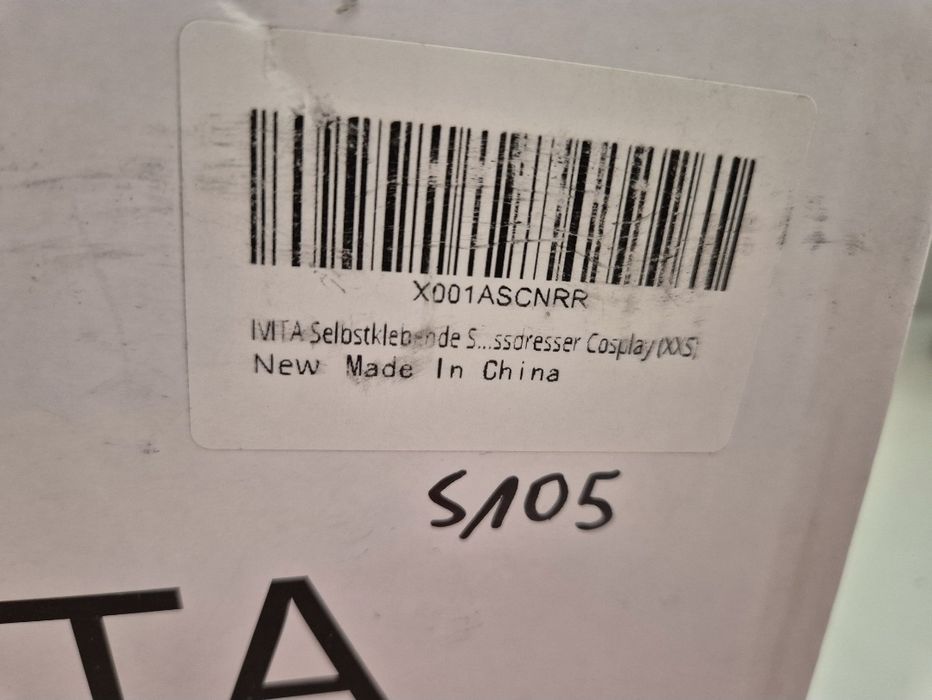 X001ASCNRR
IVITA Selbstklebende S...ssdresser Cosplay (XXS)
New Made In China
S105
TA